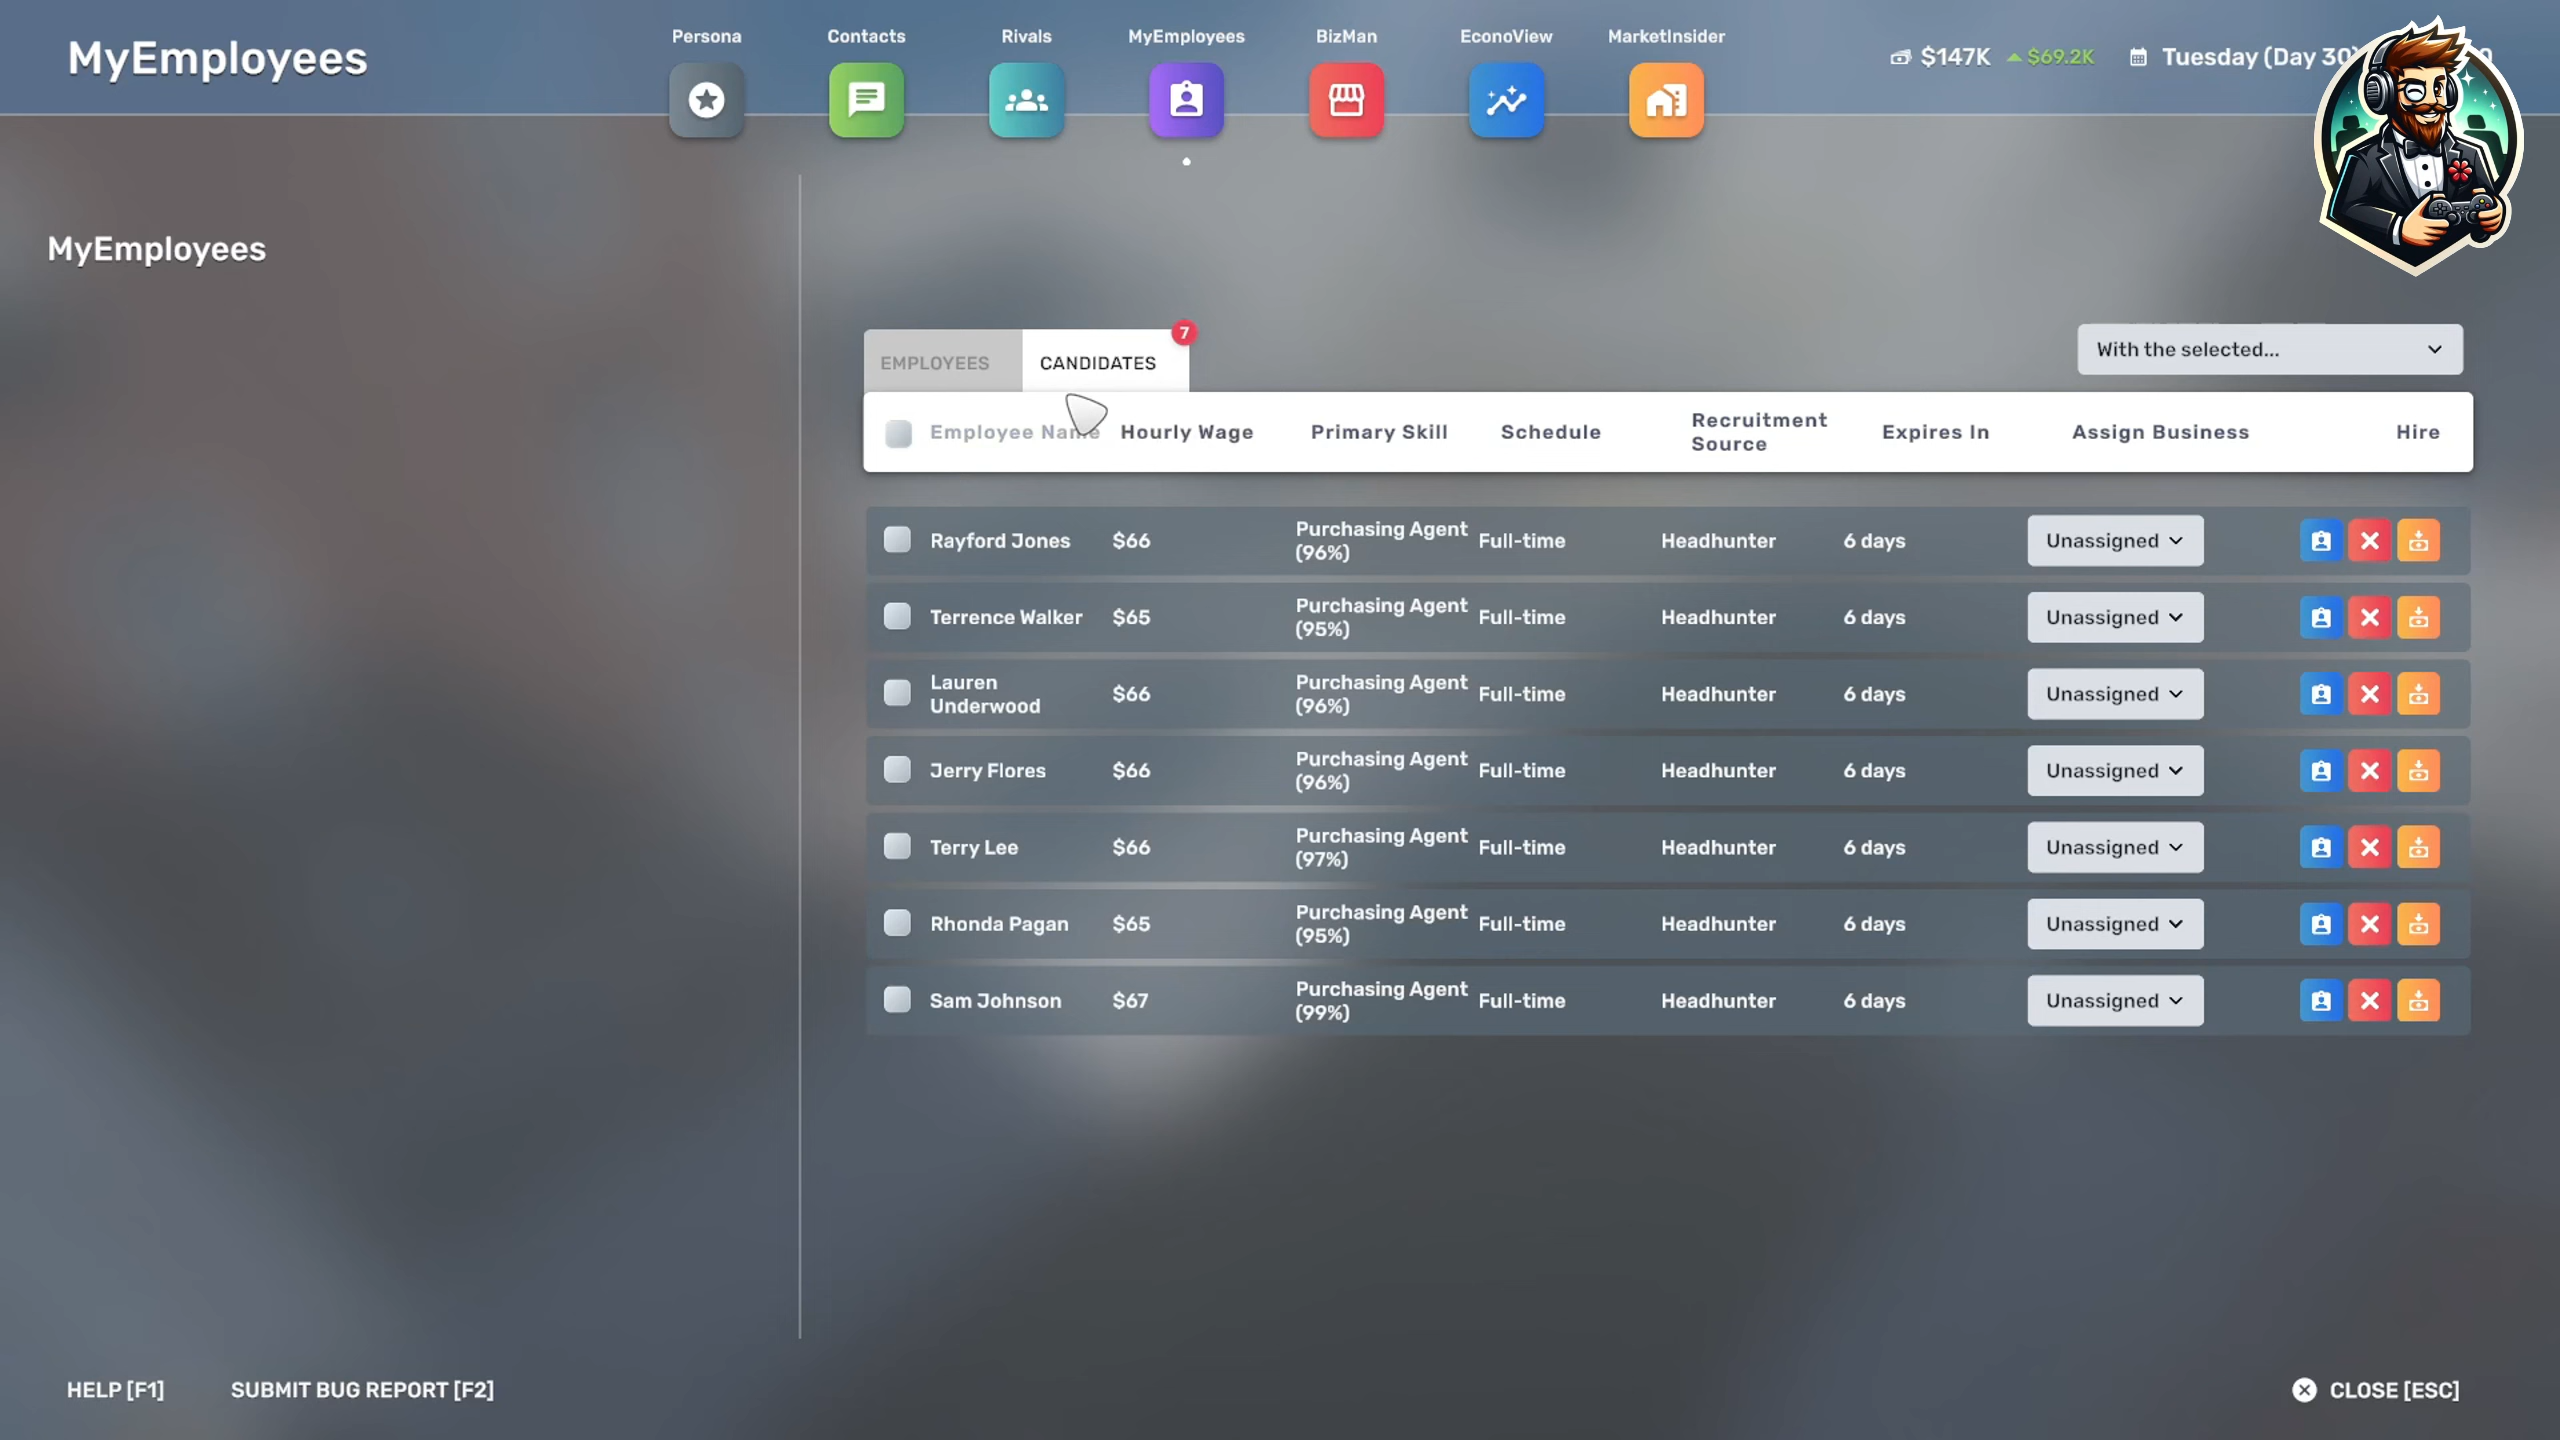 MyEmployees
Persona
Contacts
Rivals
MyEmployees
BizMan
EconoView
MarketInsider
$147K
$69.2K
Tuesday (Day 30)
MyEmployees
EMPLOYEES
CANDIDATES
7
With the selected...
Employee Name
Hourly Wage
Primary Skill
Schedule
Recruitment
Source
Expires In
Assign Business
Hire
Rayford Jones
$66
Purchasing Agent
(96%)
Full-time
Headhunter
6 days
Unassigned
Terrence Walker
$65
Purchasing Agent
(95%)
Full-time
Headhunter
6 days
Unassigned
Lauren
Underwood
$66
Purchasing Agent
(96%)
Full-time
Headhunter
6 days
Unassigned
Jerry Flores
$66
Purchasing Agent
(96%)
Full-time
Headhunter
6 days
Unassigned
Terry Lee
$66
Purchasing Agent
(97%)
Full-time
Headhunter
6 days
Unassigned
Rhonda Pagan
$65
Purchasing Agent
(95%)
Full-time
Headhunter
6 days
Unassigned
Sam Johnson
$67
Purchasing Agent
(99%)
Full-time
Headhunter
6 days
Unassigned
HELP [F1]
SUBMIT BUG REPORT [F2]
CLOSE [ESC]